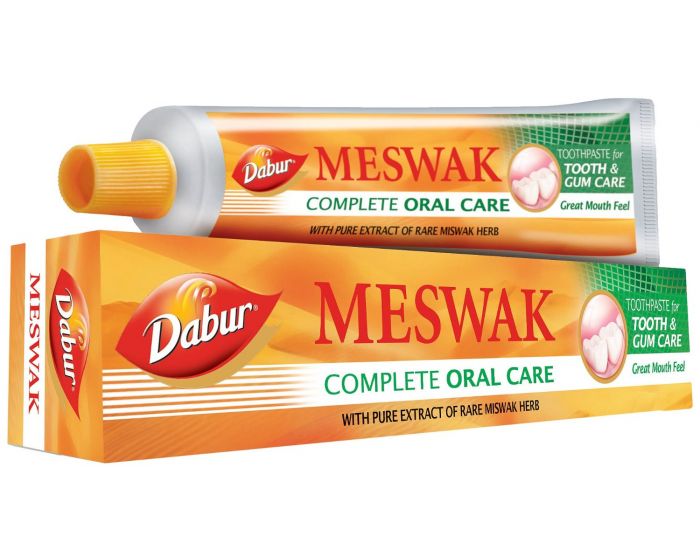 Dabur®
MESWAK
COMPLETE ORAL CARE
WITH PURE EXTRACT OF RARE MISWAK HERB
TOOTHPASTE for
TOOTH &
GUM CARE
Great Mouth Feel
MESWAK
Dabur
Dabur®
MESWAK
COMPLETE ORAL CARE
WITH PURE EXTRACT OF RARE MISWAK HERB
TOOTHPASTE for
TOOTH &
GUM CARE
Great Mouth Feel